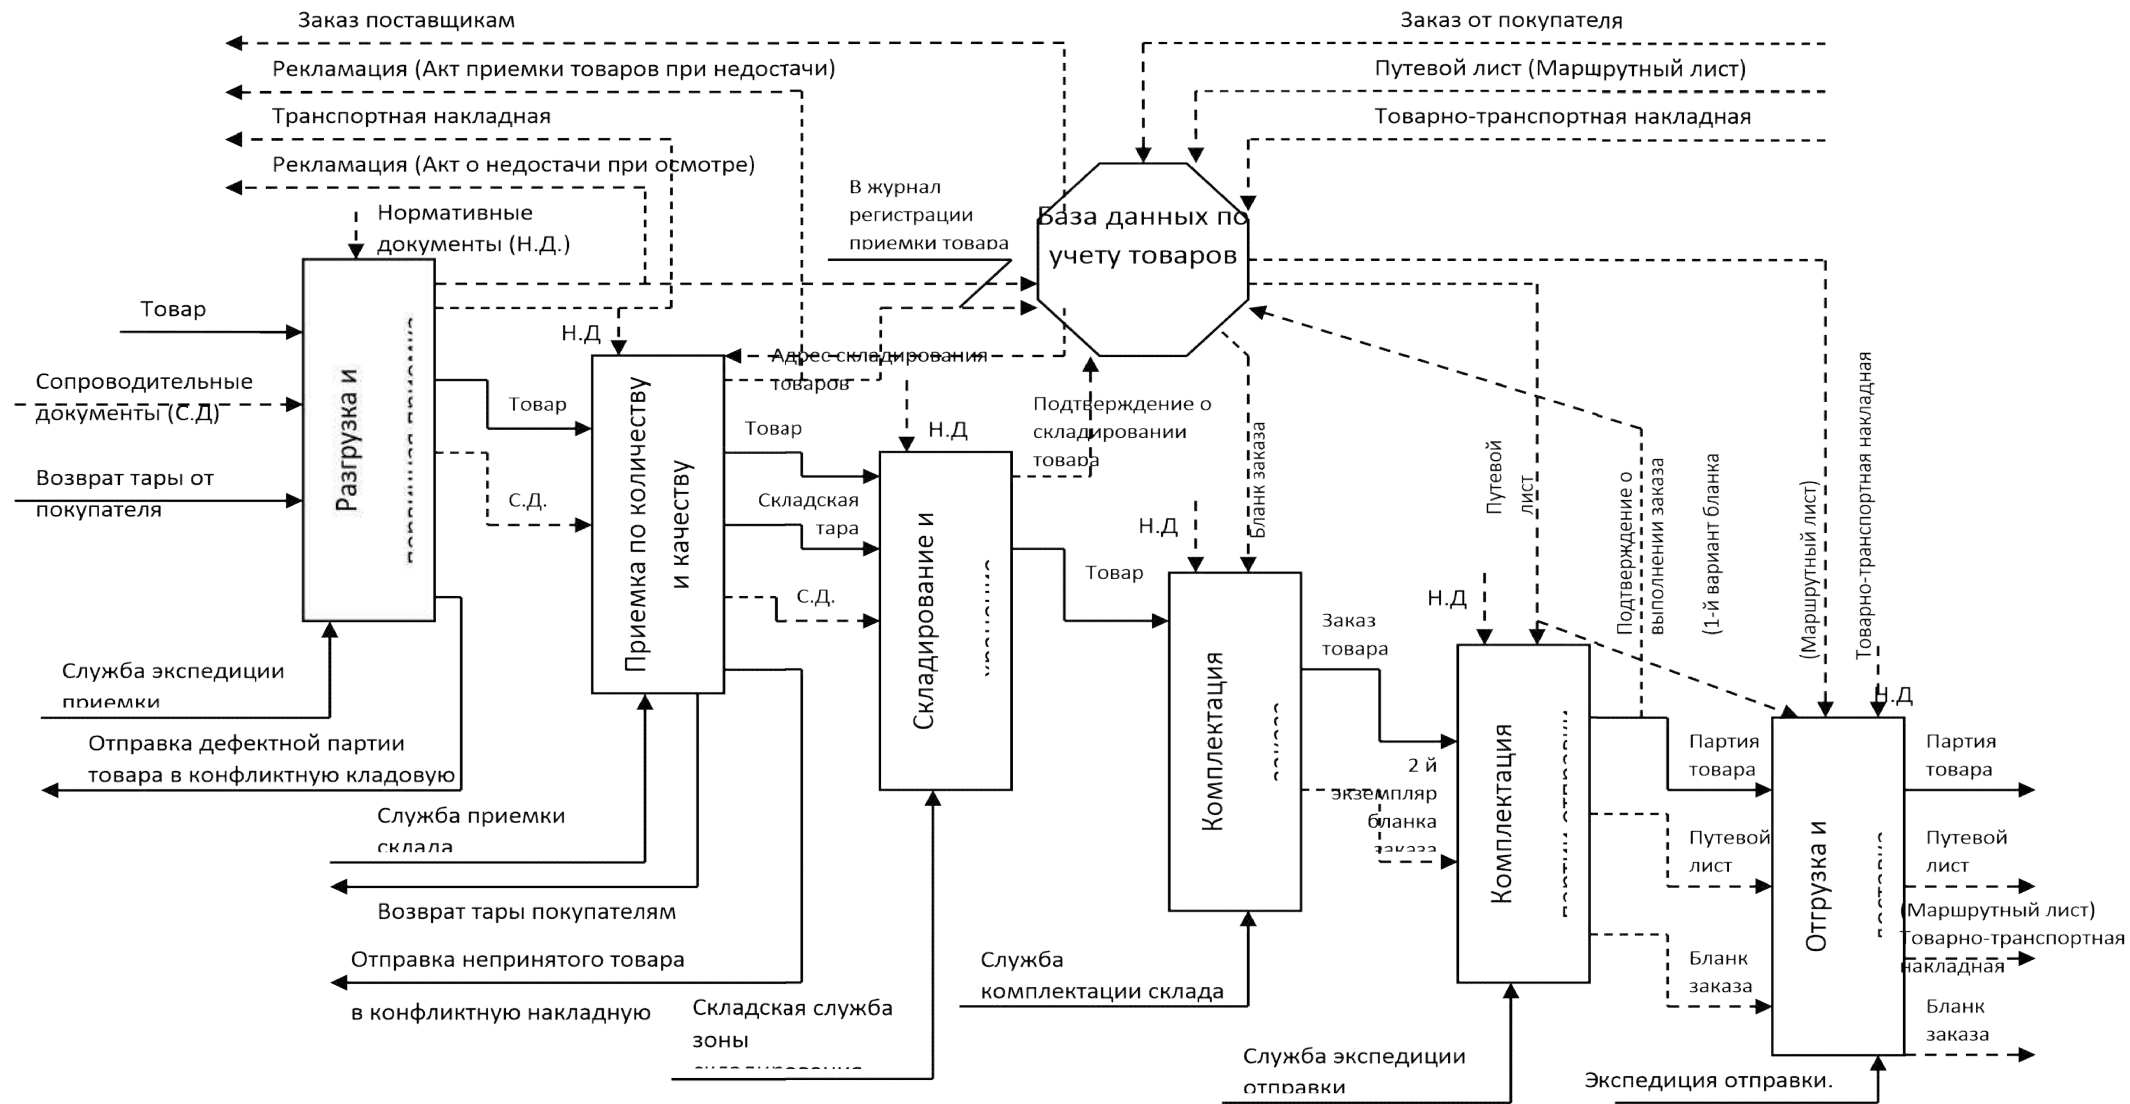 Заказ поставщикам
Рекламация (Акт приемки товаров при недостачи)
Транспортная накладная
Рекламация (Акт о недостачи при осмотре)
Нормативные
документы (Н.Д.)
Заказ от покупателя
Путевой лист (Маршрутный лист)
Товарно-транспортная накладная
В журнал
регистрации
приемки товара
База данных по
учету товаров
Товар
Сопроводительные
документы (С.Д)
Возврат тары от
покупателя
Разгрузка и
Служба экспедиции
приемки
Отправка дефектной партии
товара в конфликтную кладовую
Товар
С.Д.
Н.Д
Приемка по количеству
и качеству
Адрес складирования
товаров
Товар
Складская
тара
С.Д.
Служба приемки
склада
Возврат тары покупателям
Отправка непринятого товара
в конфликтную накладную
Н.Д
Складирование и
Подтверждение о
складировании
товара
Товар
Складская служба
зоны
Н.Д
Бланк заказа
Комплектация
Заказ
товара
2 й
экземпляр
бланка
заказа
Служба
комплектации склада
Н.Д
Путевой
лист
Комплектация
Подтверждение о
выполнении заказа
(1-й вариант бланка
Партия
товара
Путевой
лист
Бланк
заказа
Служба экспедиции
отправки
(Маршрутный лист)
Товарно-транспортная накладная
Н.Д
Отгрузка и
Партия
товара
Путевой
лист
(Маршрутный лист)
Товарно-транспортная
накладная
Бланк
заказа
Экспедиция отправки.